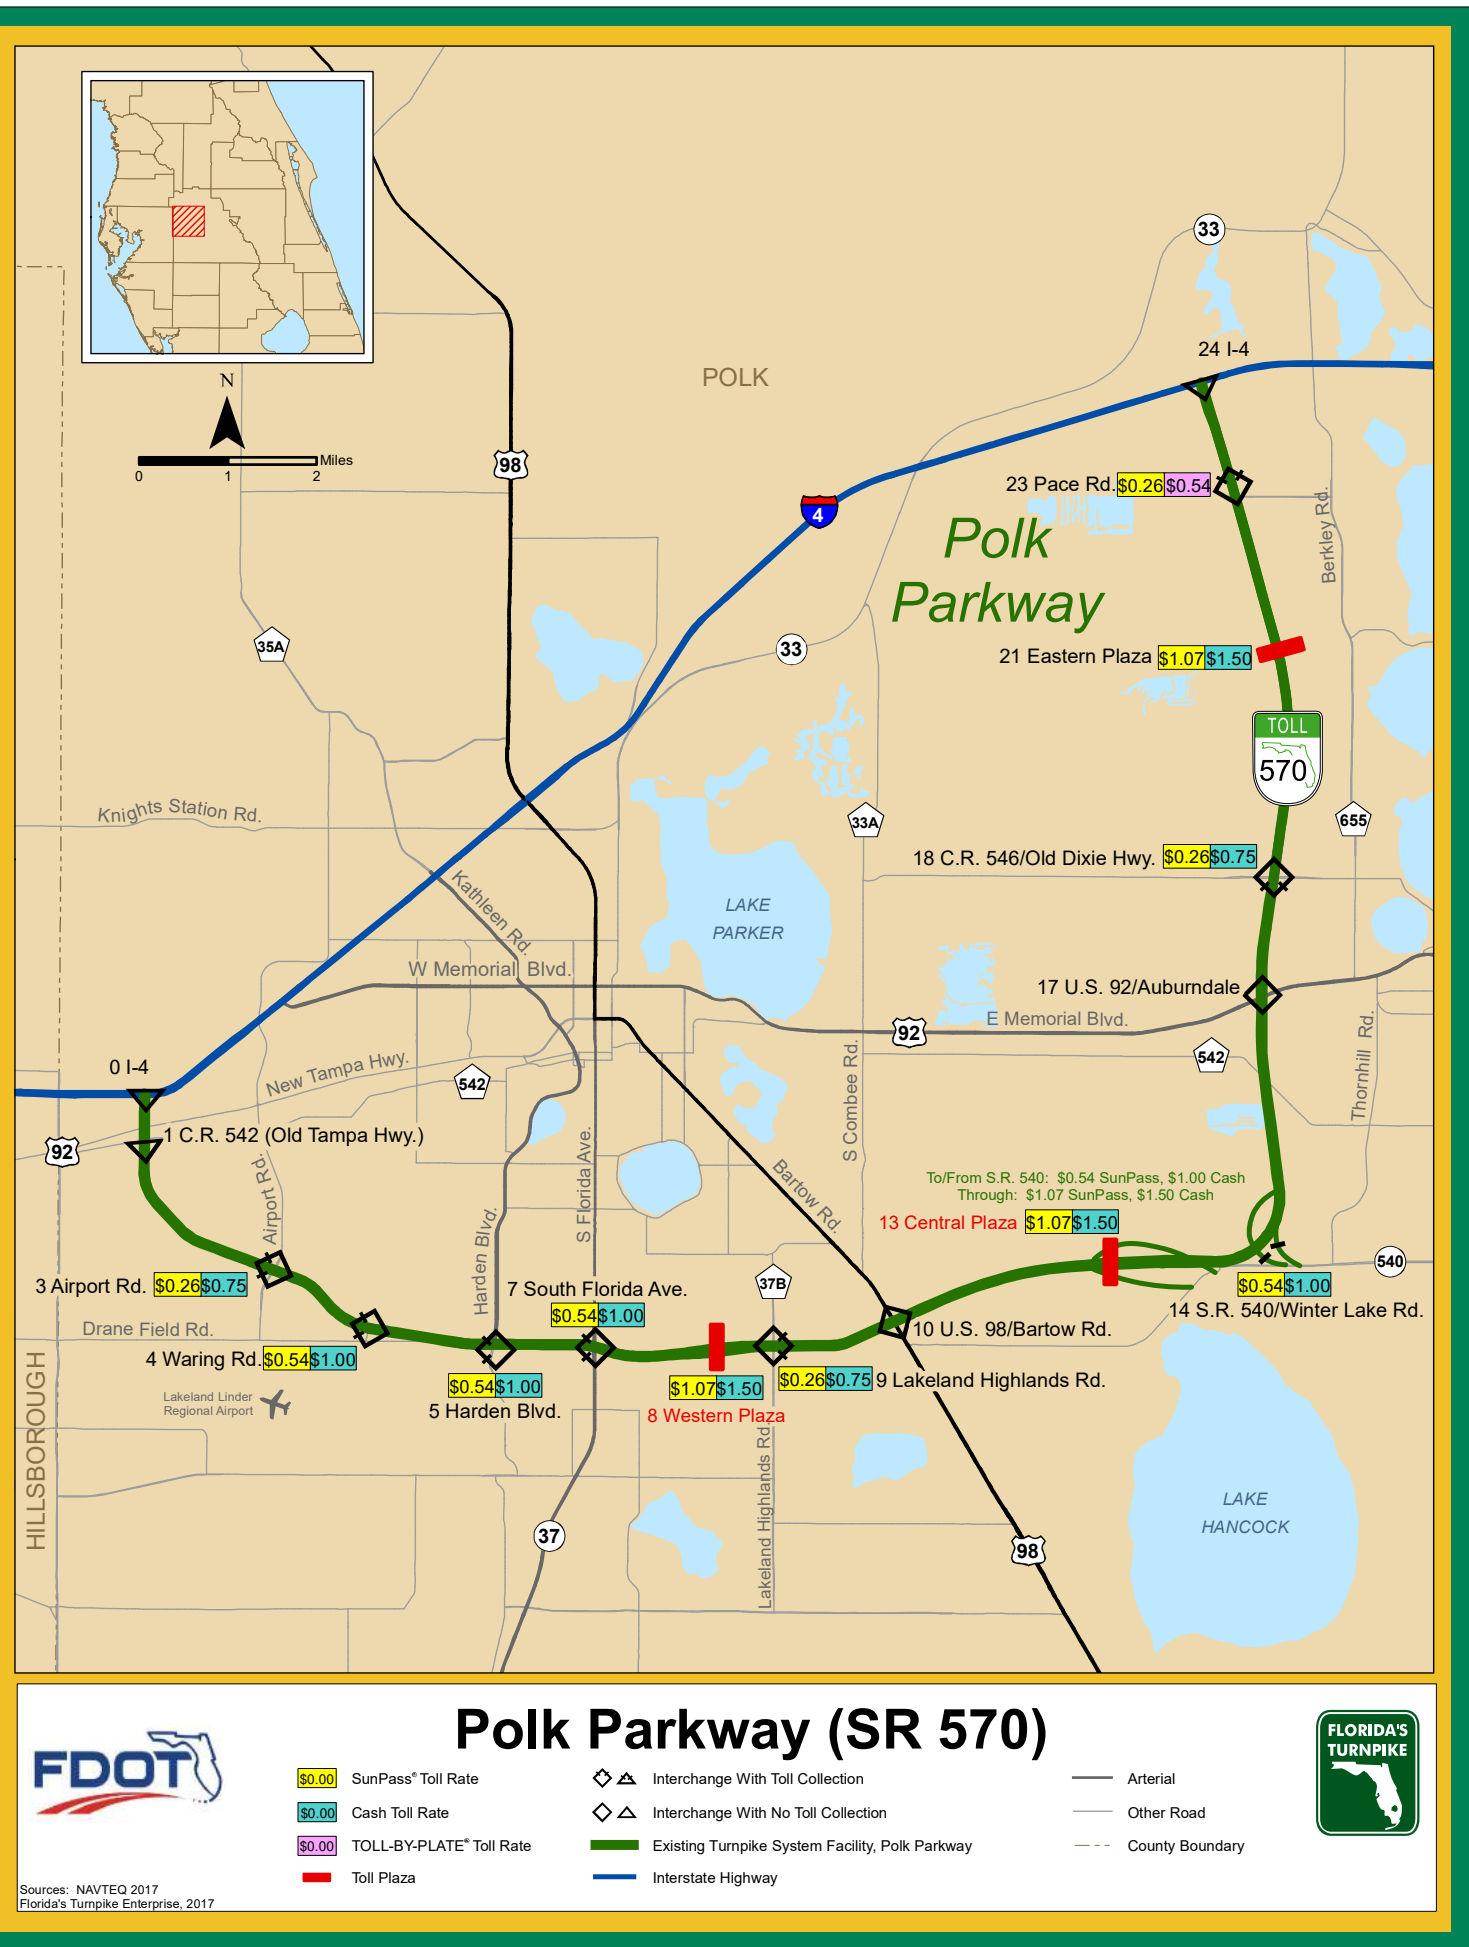 N
0
1
2
Miles
POLK
33
24 I-4
98
4
23 Pace Rd.
$0.26
$0.54
Polk
Parkway
Berkley Rd.
35A
33
21 Eastern Plaza
$1.07
$1.50
TOLL
570
Knights Station Rd.
33A
655
18 C.R. 546/Old Dixie Hwy.
$0.26
$0.75
Kathleen Rd.
LAKE
PARKER
W Memorial Blvd.
17 U.S. 92/Auburndale
E Memorial Blvd.
92
Thornhill Rd.
0 I-4
New Tampa Hwy.
542
542
S Combee Rd.
92
1 C.R. 542 (Old Tampa Hwy.)
Airport Rd.
S Florida Ave.
Bartow Rd.
To/From S.R. 540: $0.54 SunPass, $1.00 Cash
Through: $1.07 SunPass, $1.50 Cash
13 Central Plaza
$1.07
$1.50
Harden Blvd.
540
3 Airport Rd.
$0.26
$0.75
7 South Florida Ave.
$0.54
$1.00
37B
$0.54
$1.00
14 S.R. 540/Winter Lake Rd.
Drane Field Rd.
10 U.S. 98/Bartow Rd.
4 Waring Rd.
$0.54
$1.00
$0.54
$1.00
5 Harden Blvd.
$1.07
$1.50
8 Western Plaza
$0.26
$0.75
9 Lakeland Highlands Rd.
Lakeland Linder
Regional Airport
HILLSBOROUGH
Lakeland Highlands Rd.
LAKE
HANCOCK
37
98
Polk Parkway (SR 570)
FDOT
FLORIDA'S
TURNPIKE
$0.00
SunPass® Toll Rate
Interchange With Toll Collection
Arterial
$0.00
Cash Toll Rate
Interchange With No Toll Collection
Other Road
$0.00
TOLL-BY-PLATE® Toll Rate
Existing Turnpike System Facility, Polk Parkway
County Boundary
Toll Plaza
Interstate Highway
Sources: NAVTEQ 2017
Florida's Turnpike Enterprise, 2017